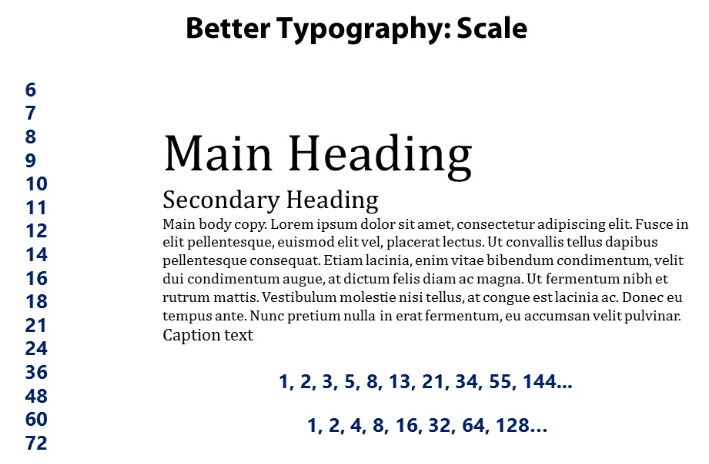 Better Typography: Scale
6
7
8
9
10
11
12
14
16
18
21
24
36
48
60
72
Main Heading
Secondary Heading
Main body copy. Lorem ipsum dolor sit amet, consectetur adipiscing elit. Fusce in
elit pellentesque, euismod elit vel, placerat lectus. Ut convallis tellus dapibus
pellentesque consequat. Etiam lacinia, enim vitae bibendum condimentum, velit
dui condimentum augue, at dictum felis diam ac magna. Ut fermentum nibh et
rutrum mattis. Vestibulum molestie nisi tellus, at congue est lacinia ac. Donec eu
tempus ante. Nunc pretium nulla in erat fermentum, eu accumsan velit pulvinar.
Caption text
1, 2, 3, 5, 8, 13, 21, 34, 55, 144...
1, 2, 4, 8, 16, 32, 64, 128...